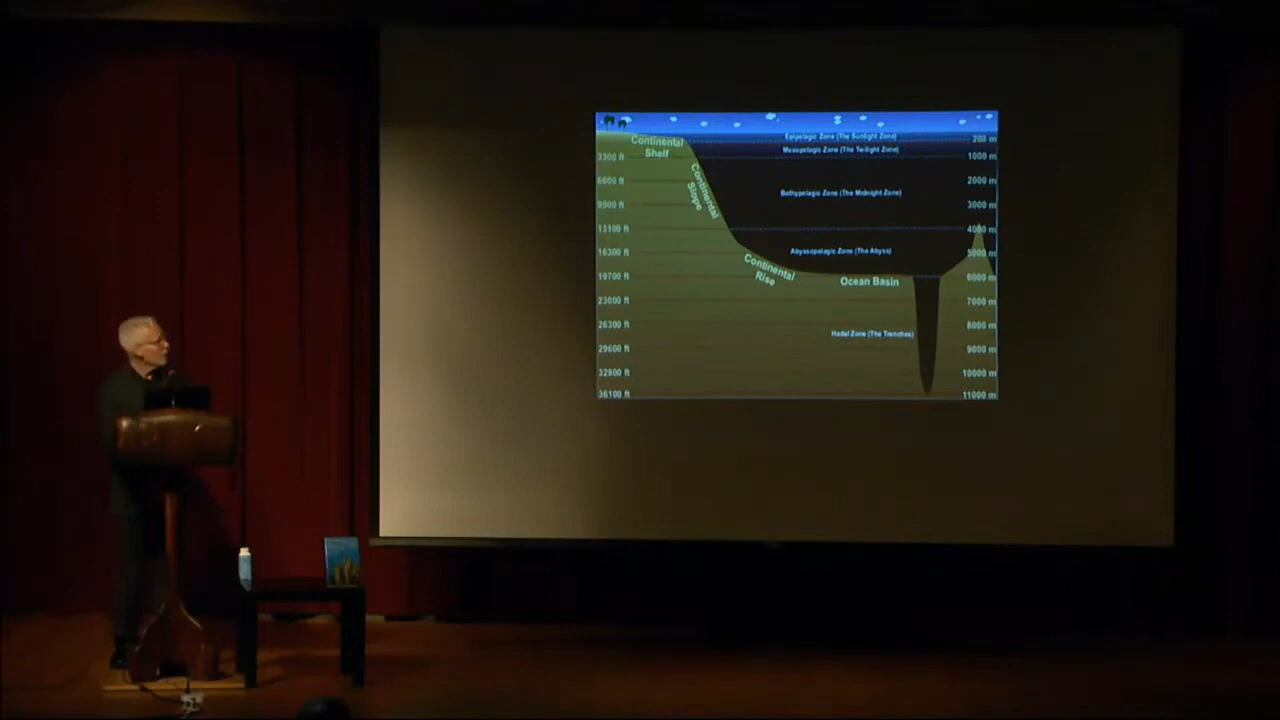 Epipelagic Zone (The Sunlight Zone)
200 m
Continental
Shelf
Mesopelagic Zone (The Twilight Zone)
3300 ft
1000 m
6600 ft
2000 m
Continental
Slope
Bathypelagic Zone (The Midnight Zone)
9900 ft
3000 m
13100 ft
4000 m
16300 ft
Abyssopelagic Zone (The Abyss)
5000 m
Continental
Rise
19700 ft
Ocean Basin
6000 m
23000 ft
7000 m
26300 ft
8000 m
Hadal Zone (The Trenches)
29600 ft
9000 m
32800 ft
10000 m
36100 ft
11000 m